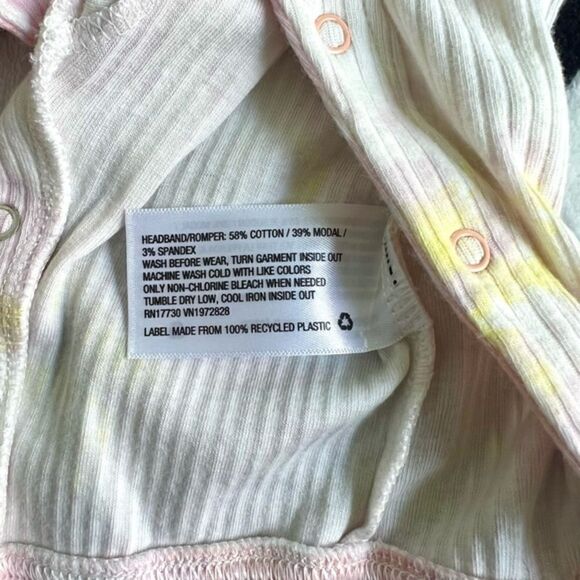 HEADBAND/ROMPER: 58% COTTON / 39% MODAL /
3% SPANDEX
WASH BEFORE WEAR, TURN GARMENT INSIDE OUT
MACHINE WASH COLD WITH LIKE COLORS
ONLY NON-CHLORINE BLEACH WHEN NEEDED
TUMBLE DRY LOW, COOL IRON INSIDE OUT
RN17730 VN1972828
LABEL MADE FROM 100% RECYCLED PLASTIC